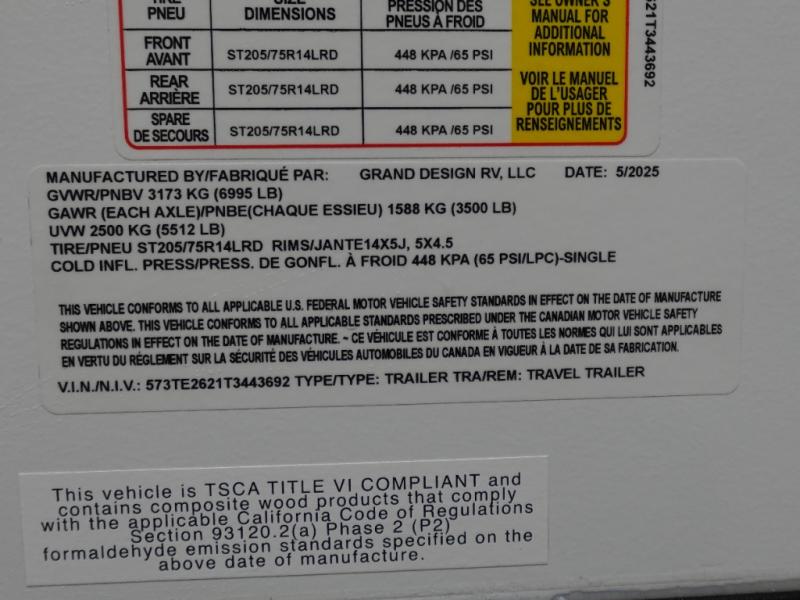 TIRE
PNEU
SIZE
DIMENSIONS
PRESSION DES
PNEUS À FROID
SEE OWNER'S
MANUAL FOR
ADDITIONAL
INFORMATION
FRONT
AVANT
ST205/75R14LRD
448 KPA /65 PSI
REAR
ARRIÈRE
ST205/75R14LRD
448 KPA /65 PSI
VOIR LE MANUEL
DE L'USAGER
POUR PLUS DE
RENSEIGNEMENTS
SPARE
DE SECOURS
ST205/75R14LRD
448 KPA /65 PSI
621T3443692
MANUFACTURED BY/FABRIQUÉ PAR: GRAND DESIGN RV, LLC DATE: 5/2025
GVWR/PNBV 3173 KG (6995 LB)
GAWR (EACH AXLE)/PNBE(CHAQUE ESSIEU) 1588 KG (3500 LB)
UVW 2500 KG (5512 LB)
TIRE/PNEU ST205/75R14LRD RIMS/JANTE14X5J, 5X4.5
COLD INFL. PRESS/PRESS. DE GONFL. À FROID 448 KPA (65 PSI/LPC)-SINGLE
THIS VEHICLE CONFORMS TO ALL APPLICABLE U.S. FEDERAL MOTOR VEHICLE SAFETY STANDARDS IN EFFECT ON THE DATE OF MANUFACTURE
SHOWN ABOVE. THIS VEHICLE CONFORMS TO ALL APPLICABLE STANDARDS PRESCRIBED UNDER THE CANADIAN MOTOR VEHICLE SAFETY
REGULATIONS IN EFFECT ON THE DATE OF MANUFACTURE. ~ CE VÉHICULE EST CONFORME À TOUTES LES NORMES QUI LUI SONT APPLICABLES
EN VERTU DU RÉGLEMENT SUR LA SÉCURITÉ DES VÉHICULES AUTOMOBILES DU CANADA EN VIGUEUR À LA DATE DE SA FABRICATION.
V.I.N./N.I.V.: 573TE2621T3443692 TYPE/TYPE: TRAILER TRA/REM: TRAVEL TRAILER
This vehicle is TSCA TITLE VI COMPLIANT and
contains composite wood products that comply
with the applicable California Code of Regulations
Section 93120.2(a) Phase 2 (P2)
formaldehyde emission standards specified on the
above date of manufacture.